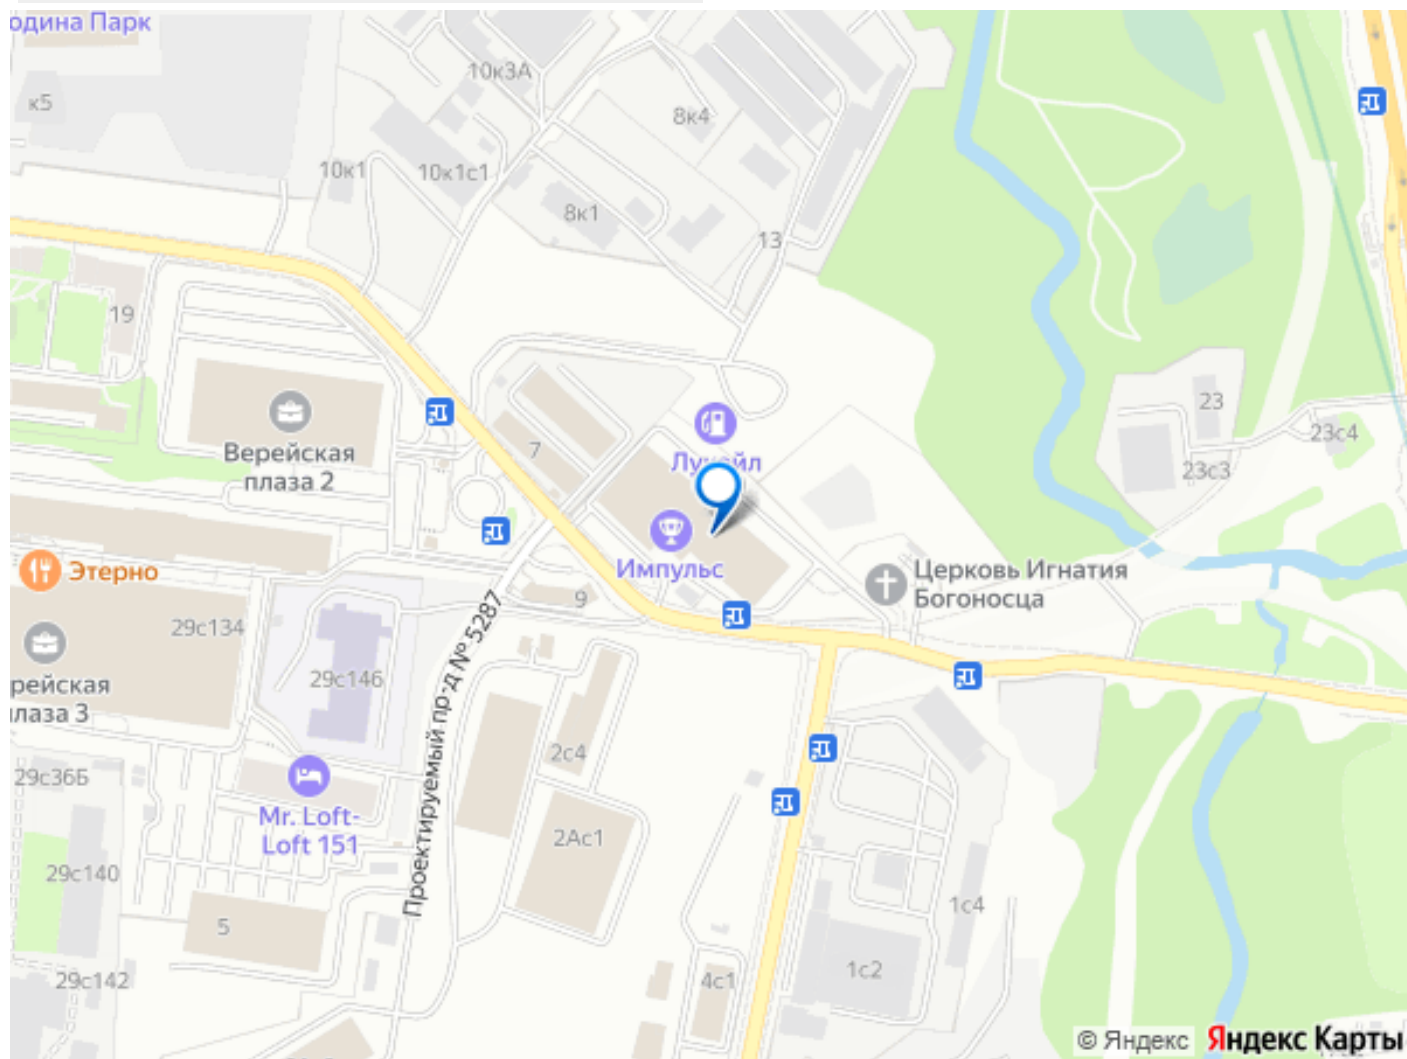 одина Парк
к5
10к3А
8к4
10к1
10к1с1
8к1
13
19
23
23с4
23с3
7
Верейская
плаза 2
Лукойл
Импульс
Этерно
9
Церковь Игнатия
Богоносца
29с134
29с146
рейская
лаза 3
Проектируемый пр-д № 5287
2с4
29с36Б
Mr. Loft-
Loft 151
2Ас1
29с140
5
1с4
29с142
4с1
1с2
© Яндекс Яндекс Карты